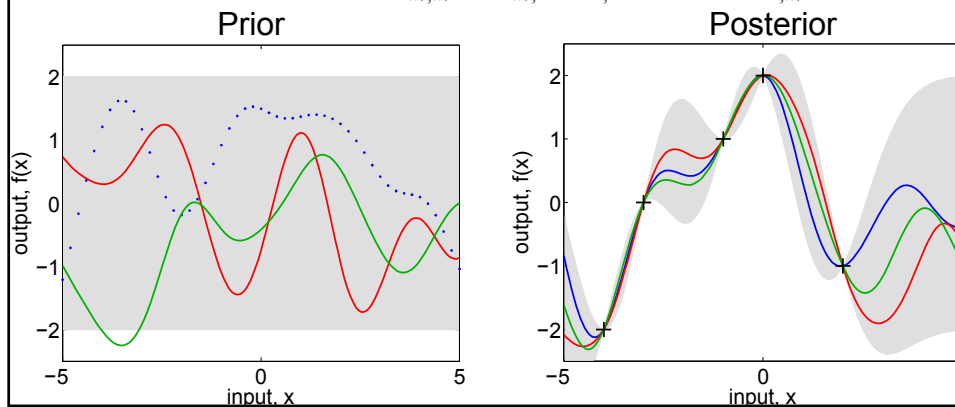 Prior
output, f(x)
2
1
0
−1
−2
−5
0
5
input, x
Posterior
output, f(x)
2
1
0
−1
−2
−5
0
input, x